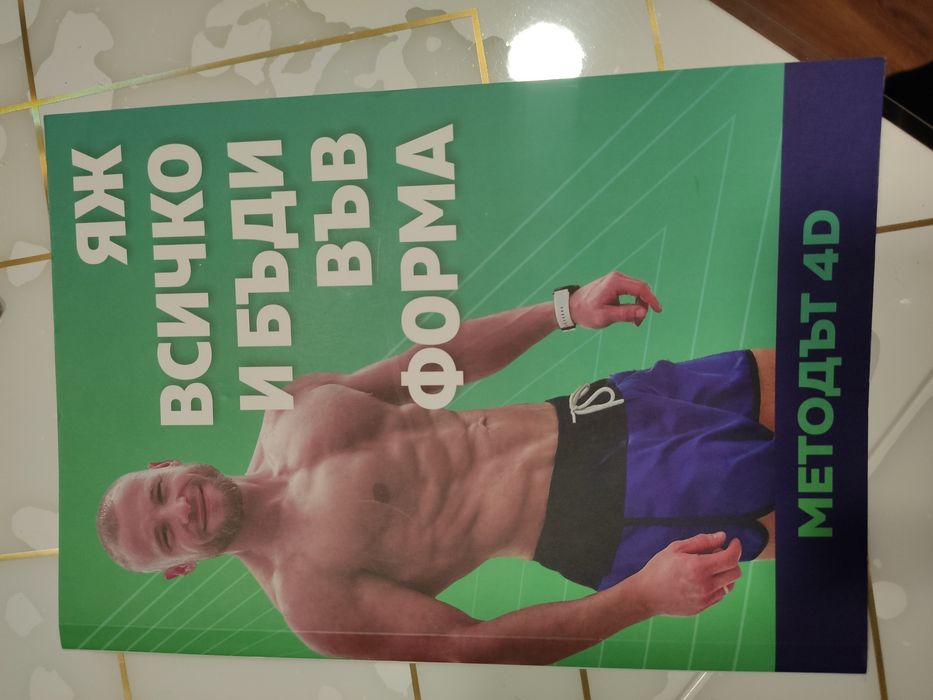 ЯЖ
ВСИЧКО
И БЪДИ
ВЪВ
ФОРМА
МЕТОДЪТ 4D